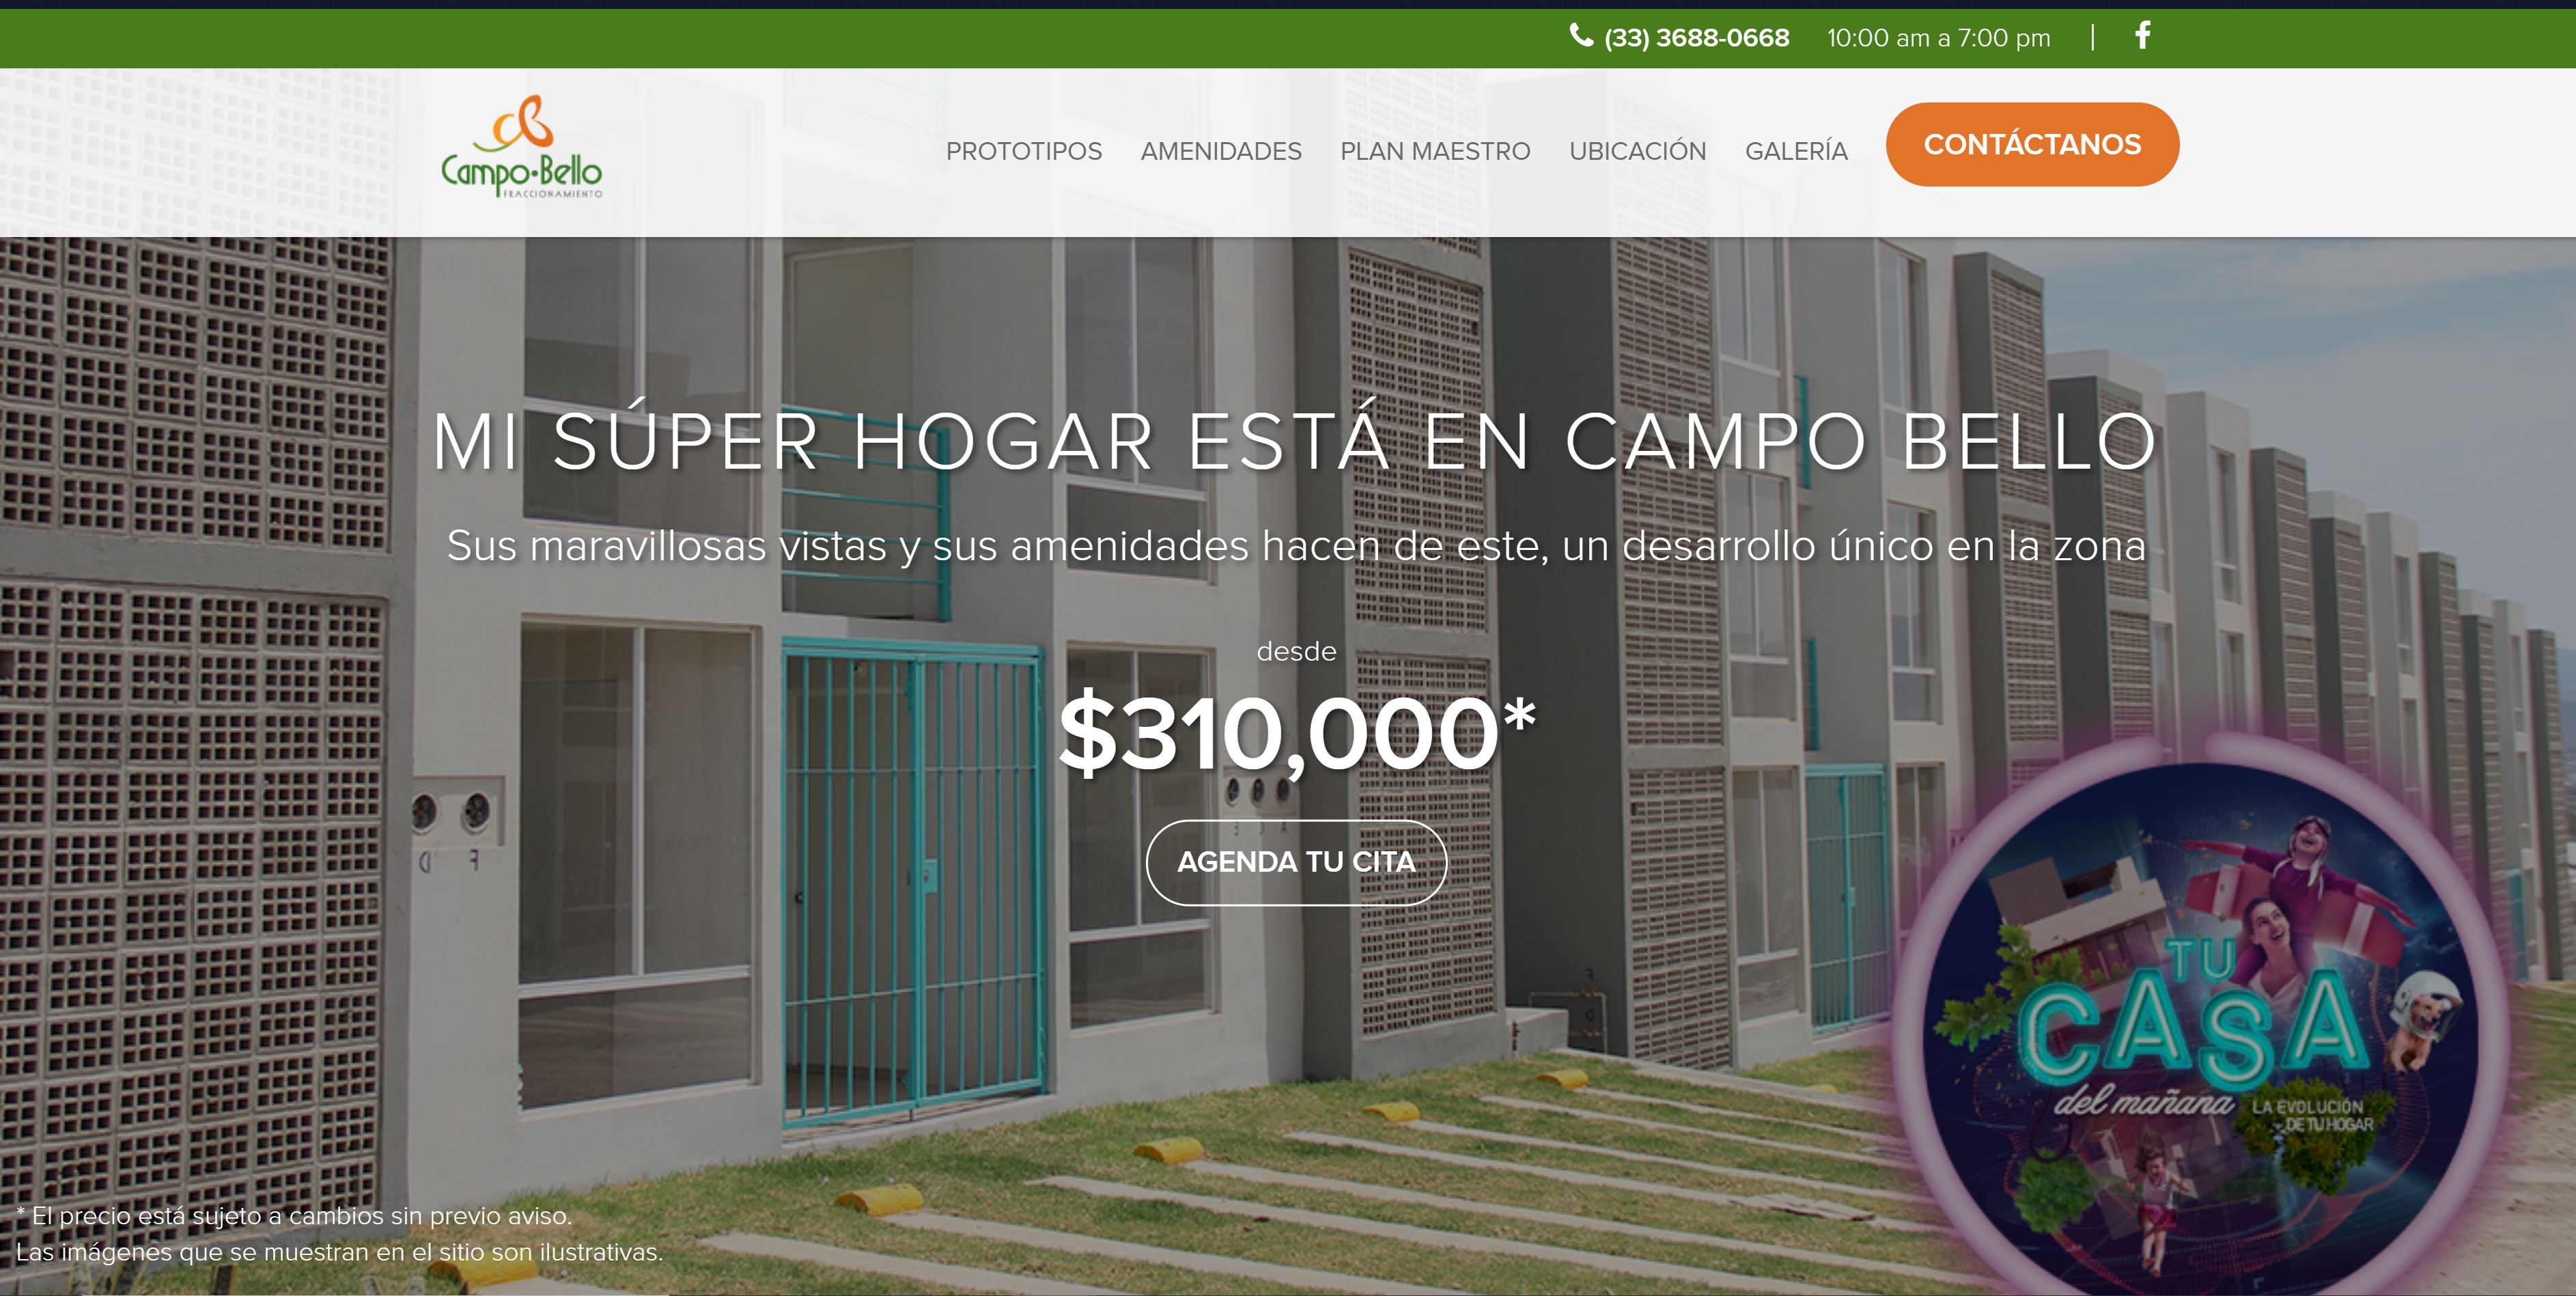 (33) 3688-0668 10:00 am a 7:00 pm |
Campo•Bello
FRACCIONAMIENTO
PROTOTIPOS AMENIDADES PLAN MAESTRO UBICACIÓN GALERÍA CONTÁCTANOS
MI SÚPER HOGAR ESTÁ EN CAMPO BELLO
Sus maravillosas vistas y sus amenidades hacen de este, un desarrollo único en la zona
desde
$310,000*
AGENDA TU CITA
TU
CASA
del mañana
LA EVOLUCIÓN
DE TU HOGAR
* El precio está sujeto a cambios sin previo aviso.
Las imágenes que se muestran en el sitio son ilustrativas.